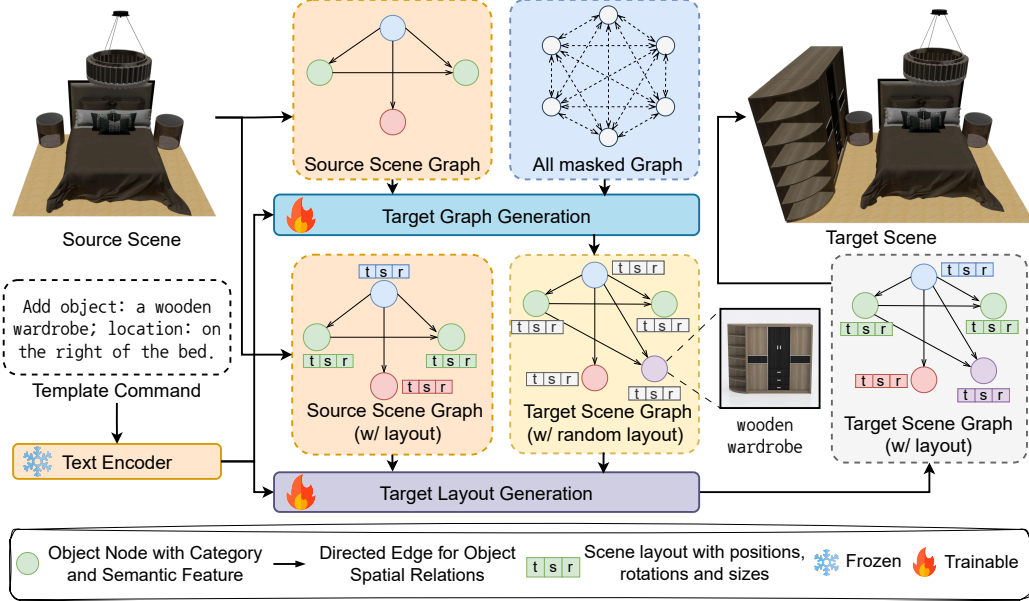 Source Scene
Source Scene Graph
All masked Graph
Target Scene
Target Graph Generation
Add object: a wooden
wardrobe; location: on
the right of the bed.
Template Command
Text Encoder
t s r
t s r
t s r
t s r
Source Scene Graph
(w/ layout)
t s r
t s r
t s r
t s r
t s r
Target Scene Graph
(w/ random layout)
wooden
wardrobe
t s r
t s r
t s r
t s r
t s r
Target Scene Graph
(w/ layout)
Target Layout Generation
Object Node with Category
and Semantic Feature
Directed Edge for Object
Spatial Relations
t s r
Scene layout with positions,
rotations and sizes
Frozen
Trainable